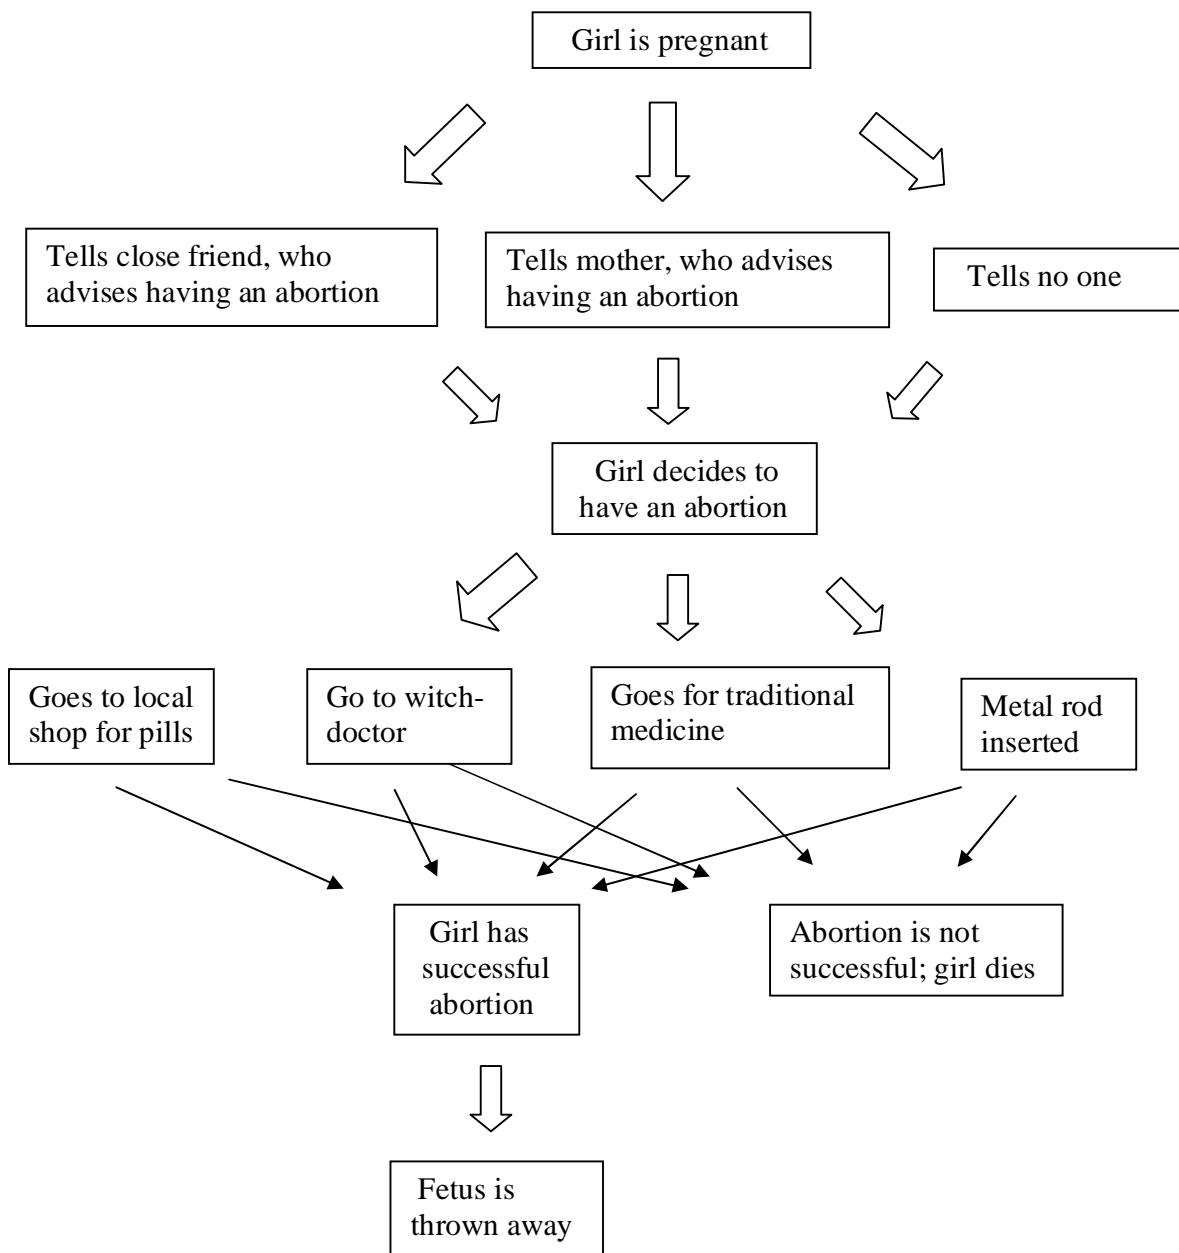 Girl is pregnant
Tells close friend, who
advises having an abortion
Tells mother, who advises
having an abortion
Tells no one
Girl decides to
have an abortion
Goes to local
shop for pills
Go to witch-
doctor
Goes for traditional
medicine
Metal rod
inserted
Girl has
successful
abortion
Abortion is not
successful; girl dies
Fetus is
thrown away